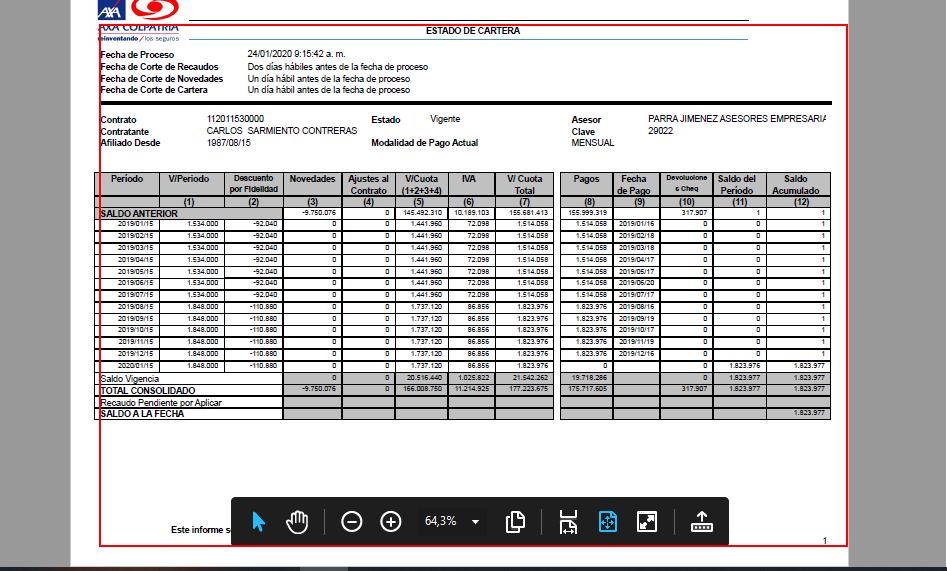 AXA
AXA COLPATRIA
reinventando / los seguros
ESTADO DE CARTERA
Fecha de Proceso 24/01/2020 9:15:42 a. m.
Fecha de Corte de Recaudos Dos días hábiles antes de la fecha de proceso
Fecha de Corte de Novedades Un día hábil antes de la fecha de proceso
Fecha de Corte de Cartera Un día hábil antes de la fecha de proceso
Contrato 112011530000 Estado Vigente Asesor PARRA JIMENEZ ASESORES EMPRESARIA
Contratante CARLOS SARMIENTO CONTRERAS Clave 29022
Afiliado Desde 1987/08/15 Modalidad de Pago Actual MENSUAL
Período V/Periodo Descuento Novedades Ajustes al V/Cuota IVA V/ Cuota Pagos Fecha Devolucione Saldo del Saldo
por Fidelidad Contrato (1+2+3+4) Total de Pago s Cheq Período Acumulado
(1) (2) (3) (4) (5) (6) (7) (8) (9) (10) (11) (12)
SALDO ANTERIOR -9.750.076 0 145.492.310 10.189.103 155.681.413 155.999.319 317.907 1 1
2019/01/15 1.534.000 -92.040 0 0 1.441.960 72.098 1.514.058 1.514.058 2019/01/16 0 0 1
2019/02/15 1.534.000 -92.040 0 0 1.441.960 72.098 1.514.058 1.514.058 2019/02/18 0 0 1
2019/03/15 1.534.000 -92.040 0 0 1.441.960 72.098 1.514.058 1.514.058 2019/03/18 0 0 1
2019/04/15 1.534.000 -92.040 0 0 1.441.960 72.098 1.514.058 1.514.058 2019/04/17 0 0 1
2019/05/15 1.534.000 -92.040 0 0 1.441.960 72.098 1.514.058 1.514.058 2019/05/17 0 0 1
2019/06/15 1.534.000 -92.040 0 0 1.441.960 72.098 1.514.058 1.514.058 2019/06/20 0 0 1
2019/07/15 1.534.000 -92.040 0 0 1.441.960 72.098 1.514.058 1.514.058 2019/07/17 0 0 1
2019/08/15 1.848.000 -110.880 0 0 1.737.120 86.856 1.823.976 1.823.976 2019/08/16 0 0 1
2019/09/15 1.848.000 -110.880 0 0 1.737.120 86.856 1.823.976 1.823.976 2019/09/19 0 0 1
2019/10/15 1.848.000 -110.880 0 0 1.737.120 86.856 1.823.976 1.823.976 2019/10/17 0 0 1
2019/11/15 1.848.000 -110.880 0 0 1.737.120 86.856 1.823.976 1.823.976 2019/11/19 0 0 1
2019/12/15 1.848.000 -110.880 0 0 1.737.120 86.856 1.823.976 1.823.976 2019/12/16 0 0 1
2020/01/15 1.848.000 -110.880 0 0 1.737.120 86.856 1.823.976 0 0 1.823.976 1.823.977
Saldo Vigencia 0 0 20.516.440 1.025.822 21.542.262 19.718.286 0 1.823.977 1.823.977
TOTAL CONSOLIDADO -9.750.076 0 166.008.750 11.214.925 177.223.675 175.717.605 317.907 1.823.977 1.823.977
Recaudo Pendiente por Aplicar
SALDO A LA FECHA 1.823.977
64,3%
Este informe s
1